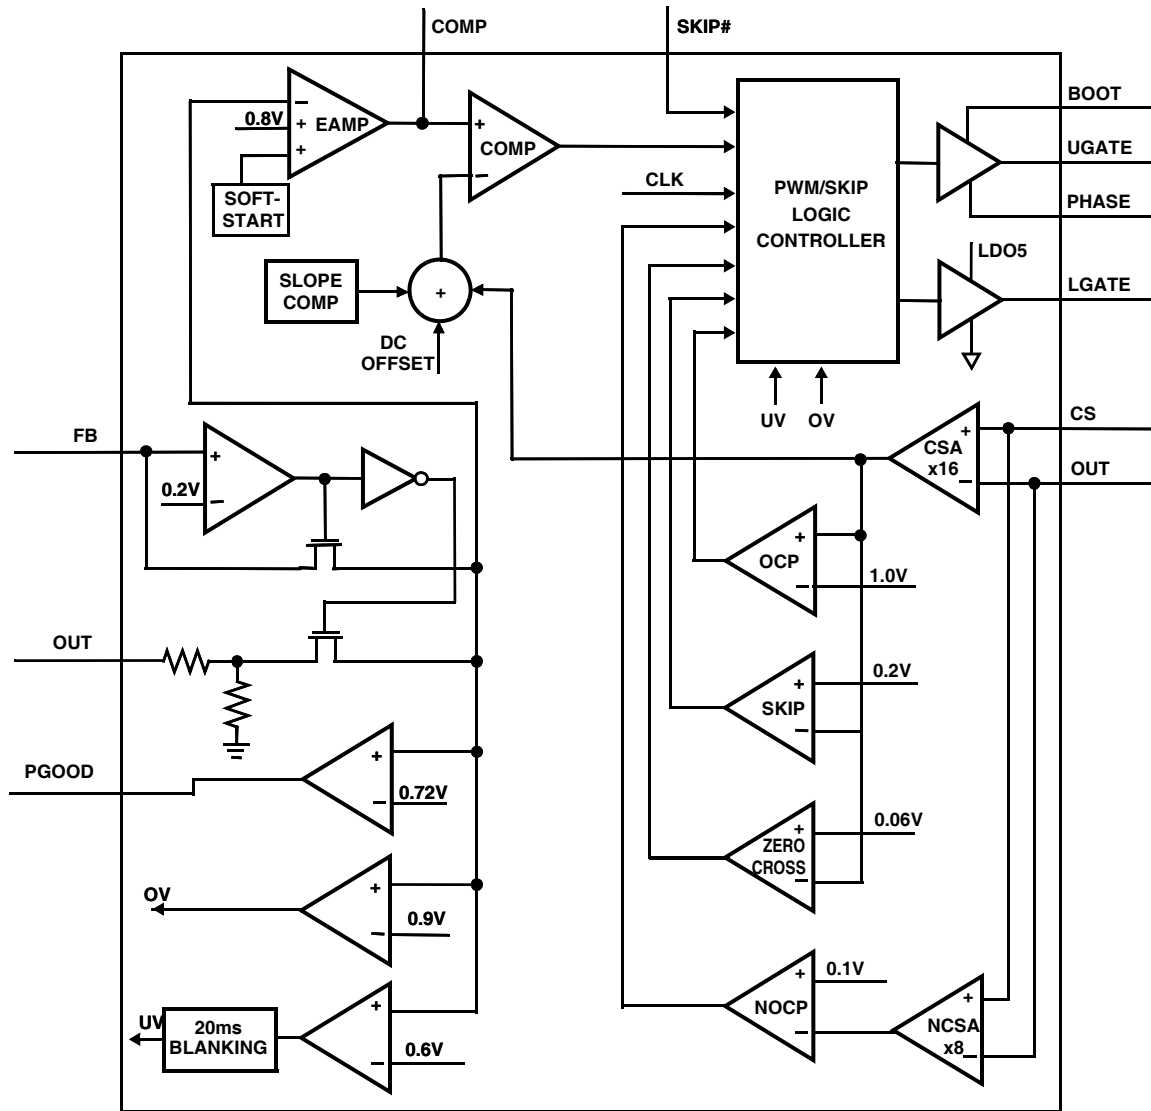 COMP
SKIP#
BOOT
0.8V
EAMP
UGATE
COMP
SOFT-
START
CLK
PWM/SKIP
LOGIC
CONTROLLER
PHASE
LDO5
SLOPE
COMP
+
LGATE
DC
OFFSET
UV
OV
FB
CS
CSA
x16
OUT
0.2V
OCP
1.0V
OUT
0.2V
SKIP
PGOOD
0.72V
0.06V
ZERO
CROSS
OV
0.9V
0.1V
NOCP
NCSA
x8
UV
20ms
BLANKING
0.6V